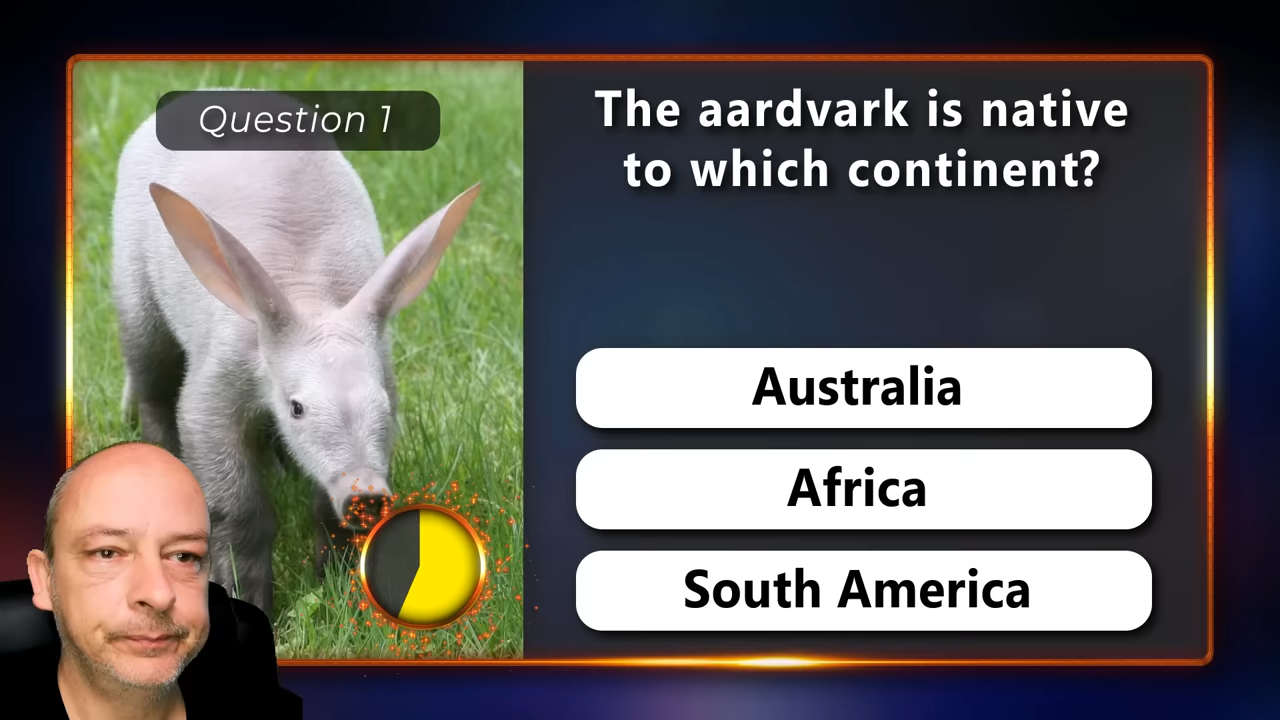 Question 1
The aardvark is native
to which continent?
Australia
Africa
South America